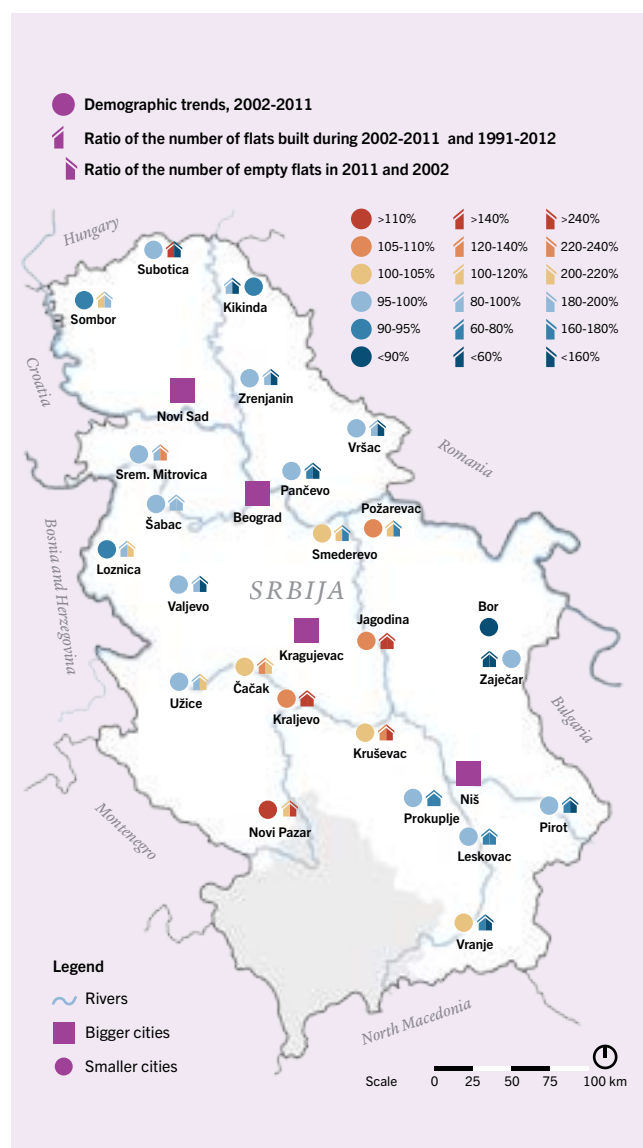 Demographic trends, 2002-2011
Ratio of the number of flats built during 2002-2011 and 1991-2012
Ratio of the number of empty flats in 2011 and 2002
>110% >140% >240%
105-110% 120-140% 220-240%
100-105% 100-120% 200-220%
95-100% 80-100% 180-200%
90-95% 60-80% 160-180%
<90% <60% <160%
Hungary
Subotica
Kikinda
Sombor
Croatia
Zrenjanin
Novi Sad
Vršac
Romania
Srem. Mitrovica
Pančevo
Šabac
Beograd
Požarevac
Smederevo
Bosnia and Herzegovina
Loznica
Valjevo
SRBIJA
Bor
Jagodina
Kragujevac
Zaječar
Užice
Čačak
Kraljevo
Bulgaria
Kruševac
Niš
Montenegro
Novi Pazar
Prokuplje
Pirot
Leskovac
Vranje
North Macedonia
Legend
Rivers
Bigger cities
Smaller cities
Scale 0 25 50 75 100 km